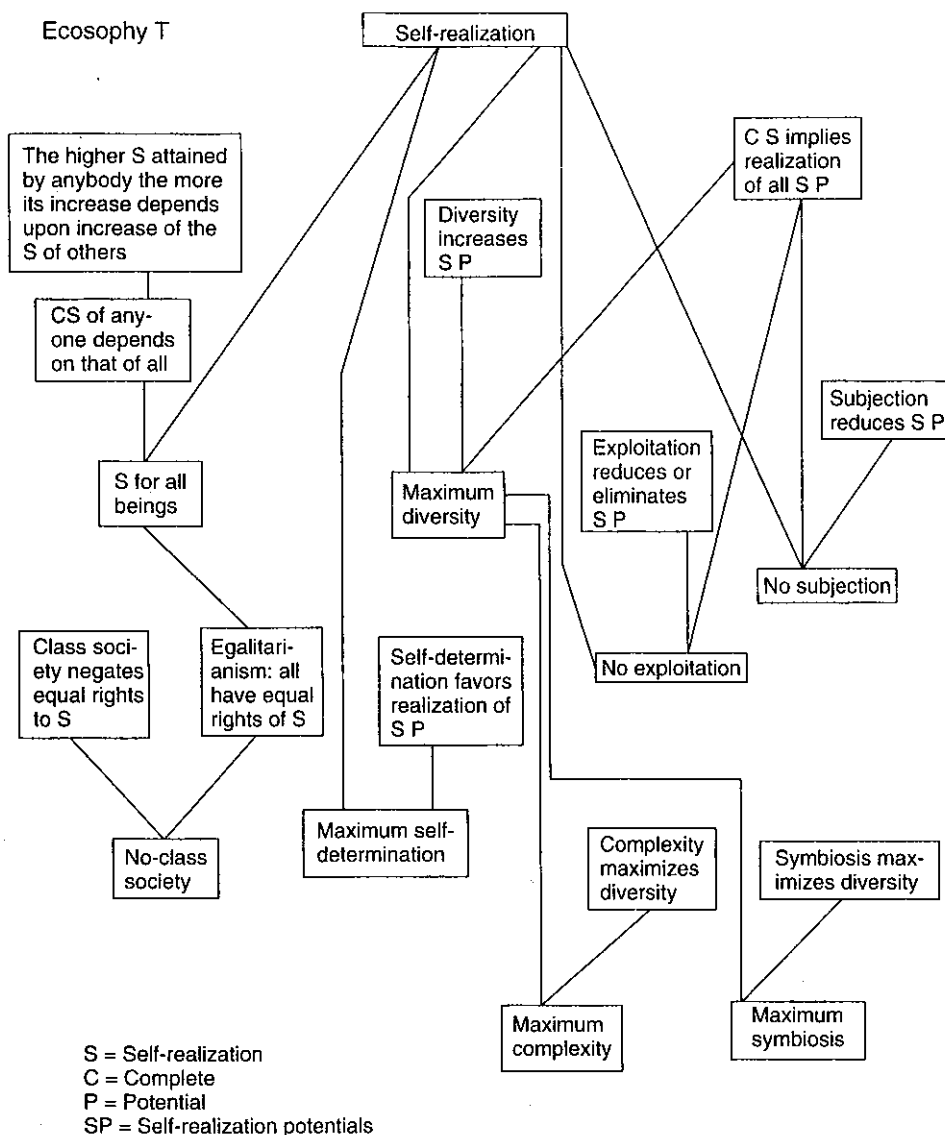 Ecosophy T
Self-realization
The higher S attained
by anybody the more
its increase depends
upon increase of the
S of others
C S implies
realization
of all S P
Diversity
increases
S P
CS of any-
one depends
on that of all
Subjection
reduces S P
Exploitation
reduces or
eliminates
S P
S for all
beings
Maximum
diversity
No subjection
Class soci-
ety negates
equal rights
to S
Egalitari-
anism: all
have equal
rights of S
Self-determi-
nation favors
realization of
S P
No exploitation
Maximum self-
determination
No-class
society
Complexity
maximizes
diversity
Symbiosis max-
imizes diversity
Maximum
complexity
Maximum
symbiosis
S = Self-realization
C = Complete
P = Potential
SP = Self-realization potentials